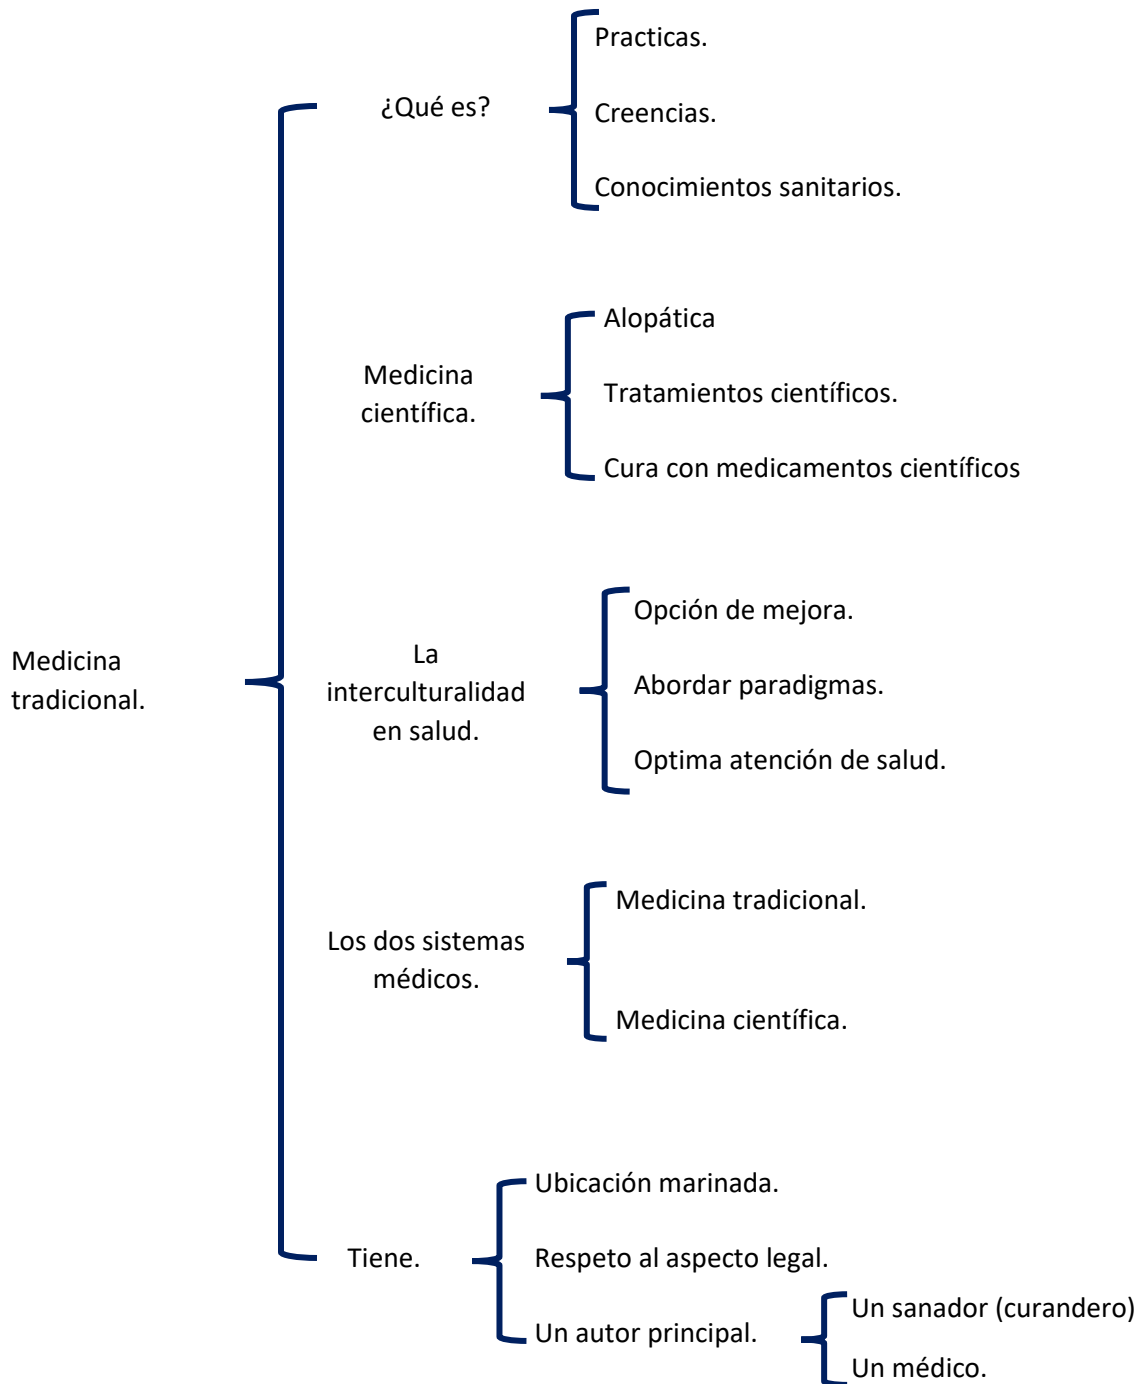 Medicina
tradicional.
¿Qué es?
Practicas.
Creencias.
Conocimientos sanitarios.
Medicina
científica.
Alopática
Tratamientos científicos.
Cura con medicamentos científicos
La
interculturalidad
en salud.
Opción de mejora.
Abordar paradigmas.
Optima atención de salud.
Los dos sistemas
médicos.
Medicina tradicional.
Medicina científica.
Tiene.
Ubicación marinada.
Respeto al aspecto legal.
Un autor principal.
Un sanador (curandero)
Un médico.